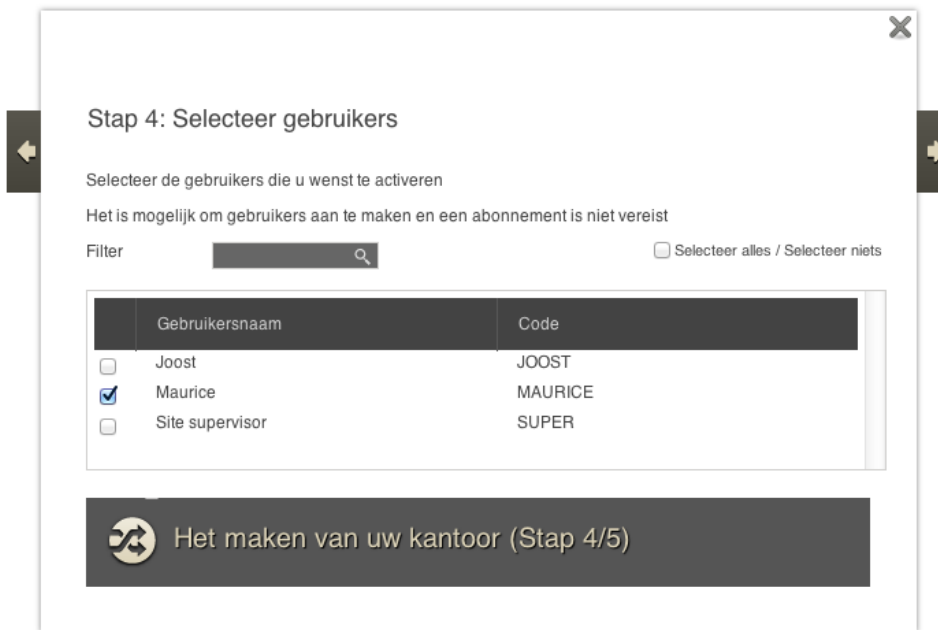 Stap 4: Selecteer gebruikers
Selecteer de gebruikers die u wenst te activeren
Het is mogelijk om gebruikers aan te maken en een abonnement is niet vereist
Filter Selecteer alles / Selecteer niets
Gebruikersnaam Code
Joost JOOST
Maurice MAURICE
Site supervisor SUPER
Het maken van uw kantoor (Stap 4/5)